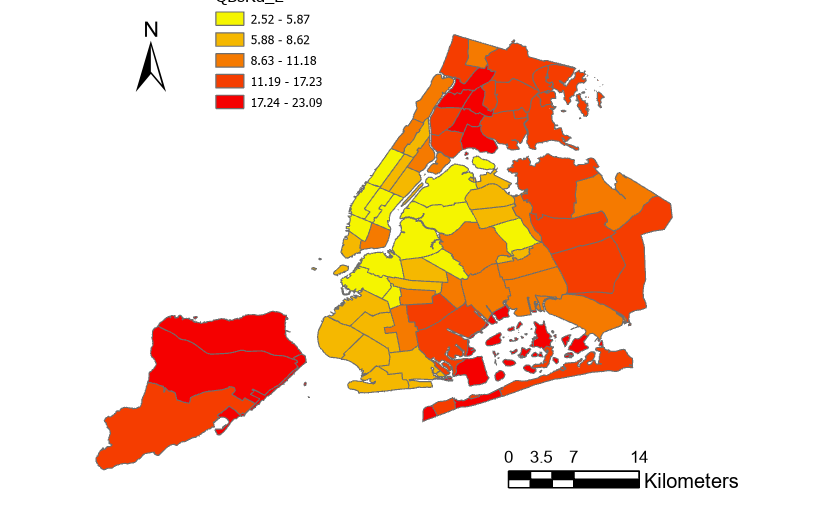 2.52 - 5.87
N
5.88 - 8.62
8.63 - 11.18
11.19 - 17.23
17.24 - 23.09
0 3.5 7 14
Kilometers